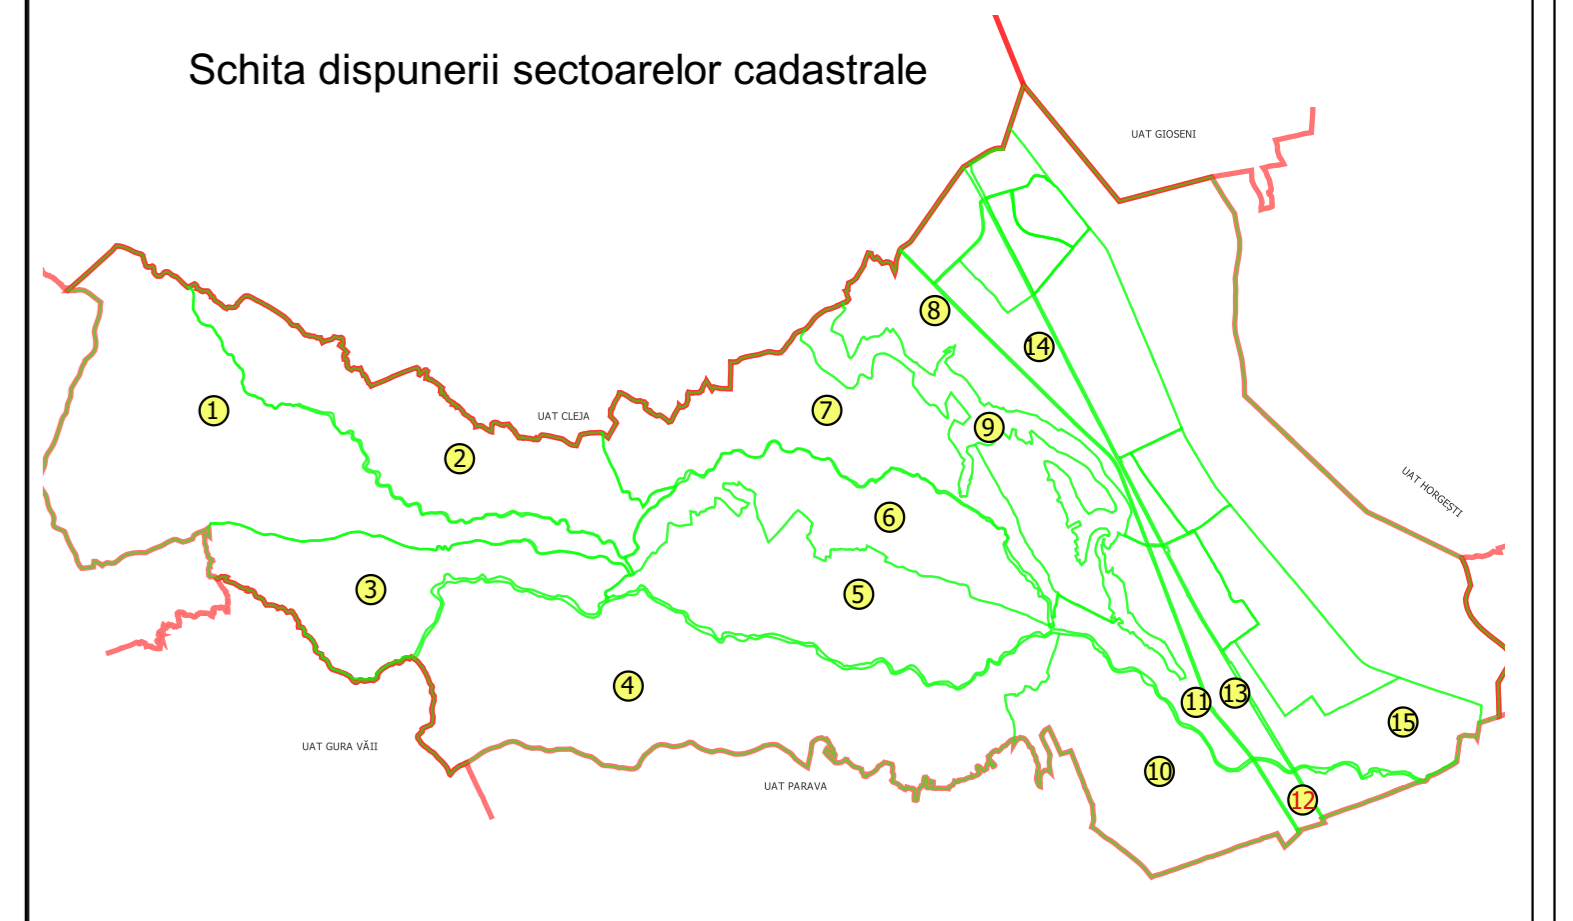 Schita dispunerii sectoarelor cadastrale
UAT GIOSENI
8
14
1
UAT CLEJA
7
9
2
UAT HORGEȘTI
6
3
5
4
11
13
15
UAT GURA VĂII
10
UAT PARAVA
12